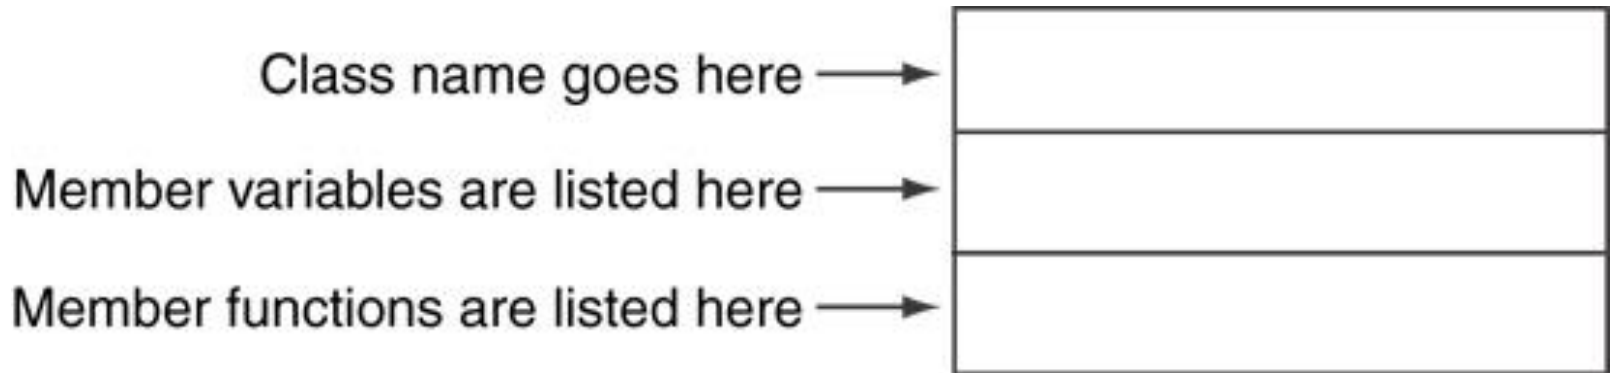 Class name goes here
Member variables are listed here
Member functions are listed here